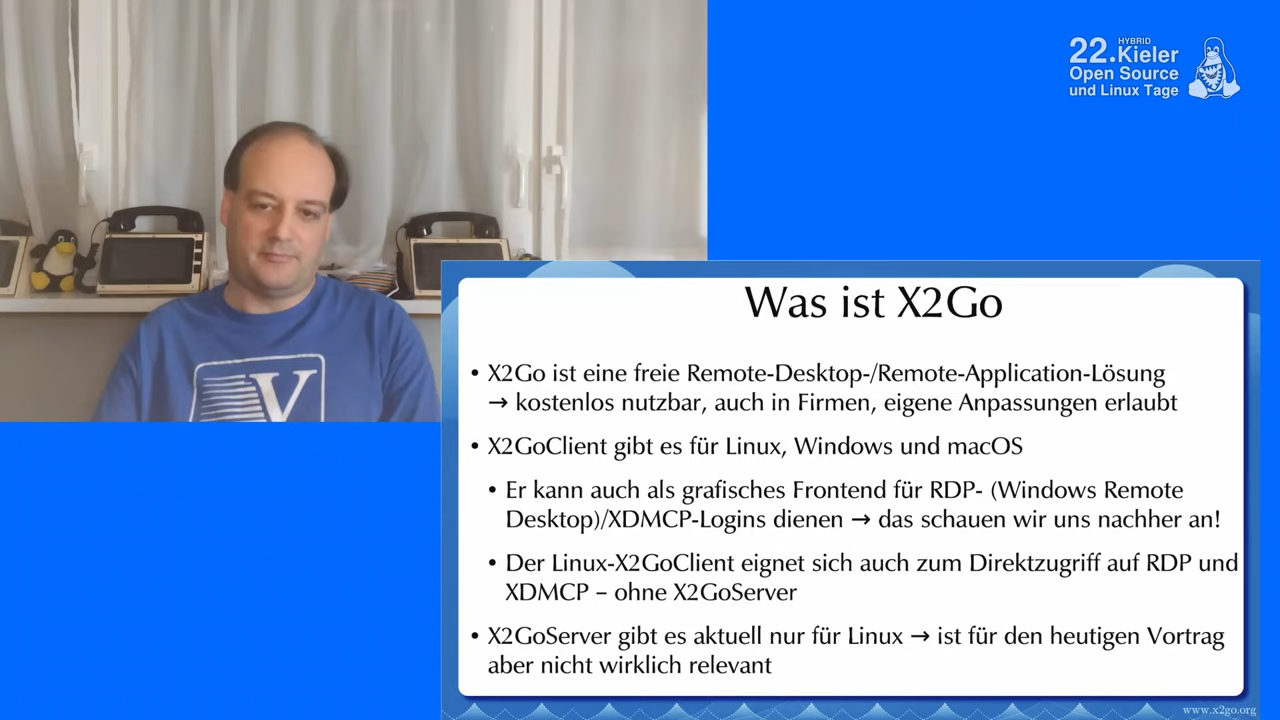 HYBRID
22.Kieler
Open Source
und Linux Tage
Was ist X2Go
• X2Go ist eine freie Remote-Desktop-/Remote-Application-Lösung
→ kostenlos nutzbar, auch in Firmen, eigene Anpassungen erlaubt
• X2GoClient gibt es für Linux, Windows und macOS
• Er kann auch als grafisches Frontend für RDP- (Windows Remote
Desktop)/XDMCP-Logins dienen → das schauen wir uns nachher an!
• Der Linux-X2GoClient eignet sich auch zum Direktzugriff auf RDP und
XDMCP – ohne X2GoServer
• X2GoServer gibt es aktuell nur für Linux → ist für den heutigen Vortrag
aber nicht wirklich relevant
www.x2go.org